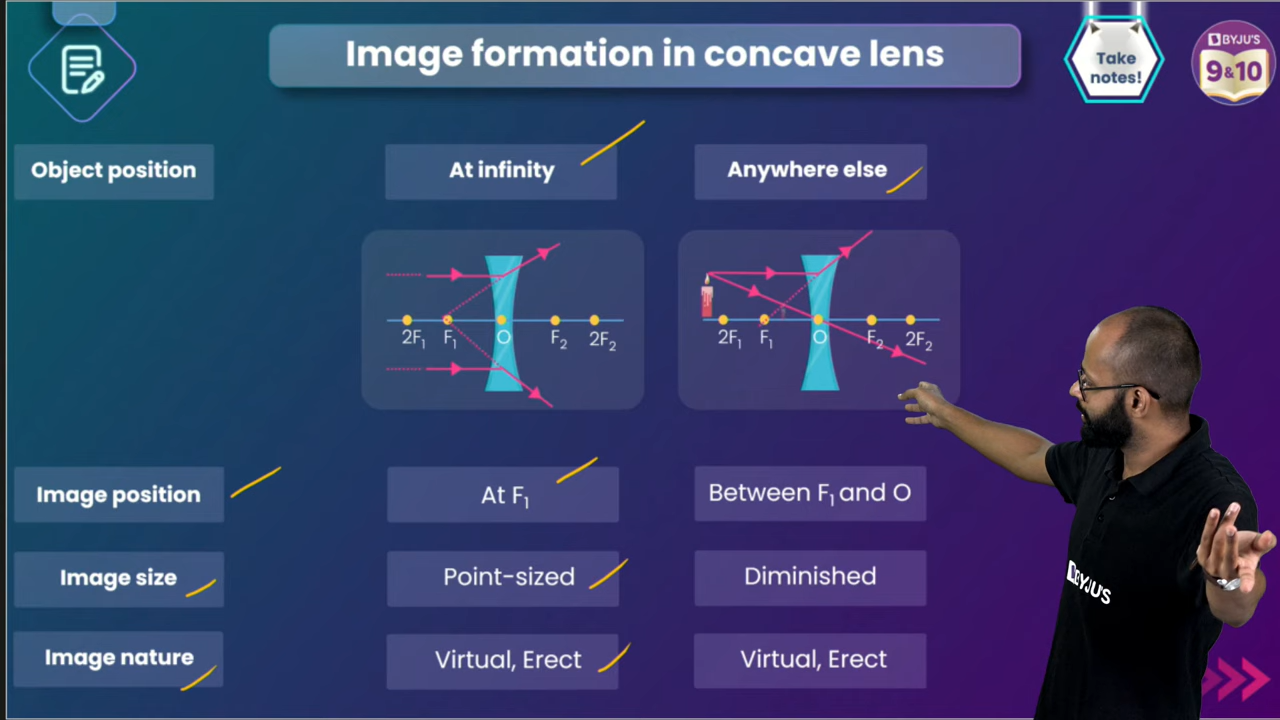 Image formation in concave lens
Take
notes!
BYJU'S
9&10
Object position
At infinity
Anywhere else
2F₁ F₁ O F₂ 2F₂
2F₁ F₁ O F₂ 2F₂
Image position
At F₁
Between F₁ and O
Image size
Point-sized
Diminished
Image nature
Virtual, Erect
Virtual, Erect
BYJU'S